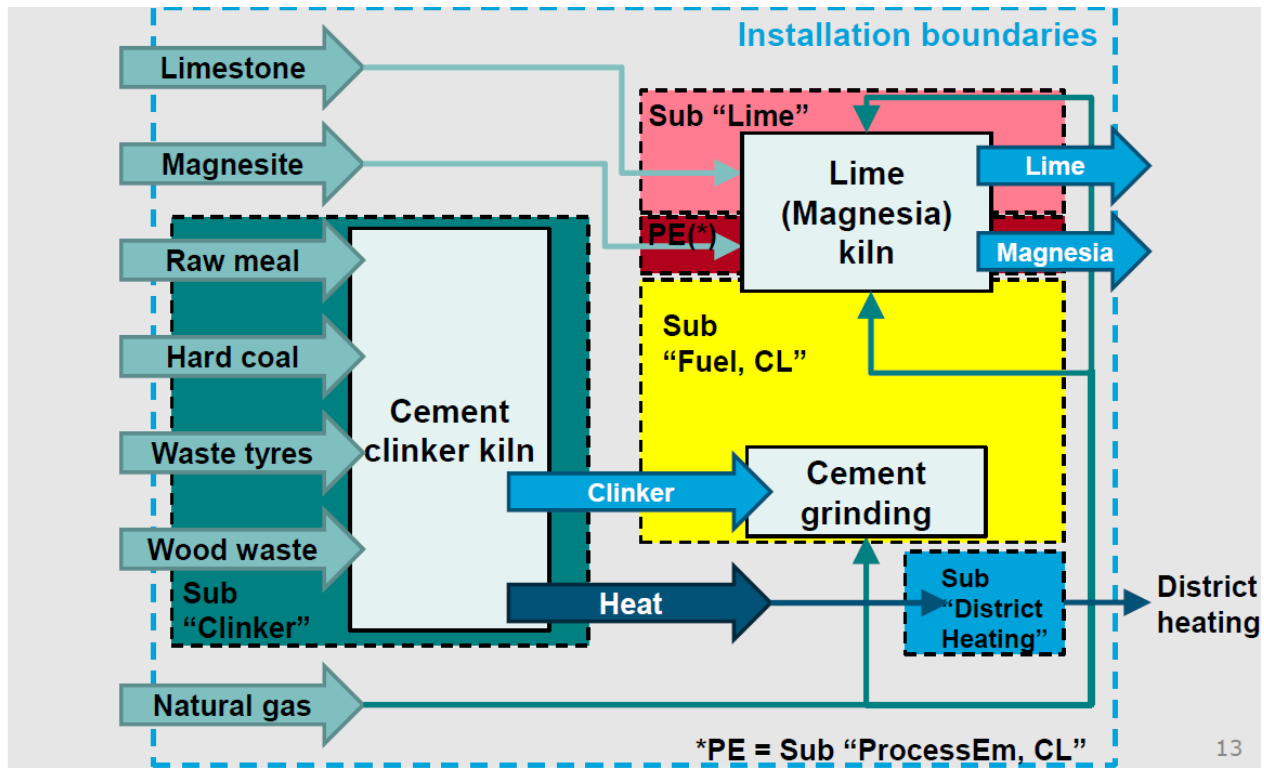 Installation boundaries
Limestone
Magnesite
Raw meal
Hard coal
Waste tyres
Wood waste
Natural gas
Sub
“Clinker”
Cement
clinker kiln
Clinker
Heat
Sub “Lime”
PE(*)
Lime
(Magnesia)
kiln
Lime
Magnesia
Sub
“Fuel, CL”
Cement
grinding
Sub
“District
Heating”
District
heating
*PE = Sub “ProcessEm, CL”
13